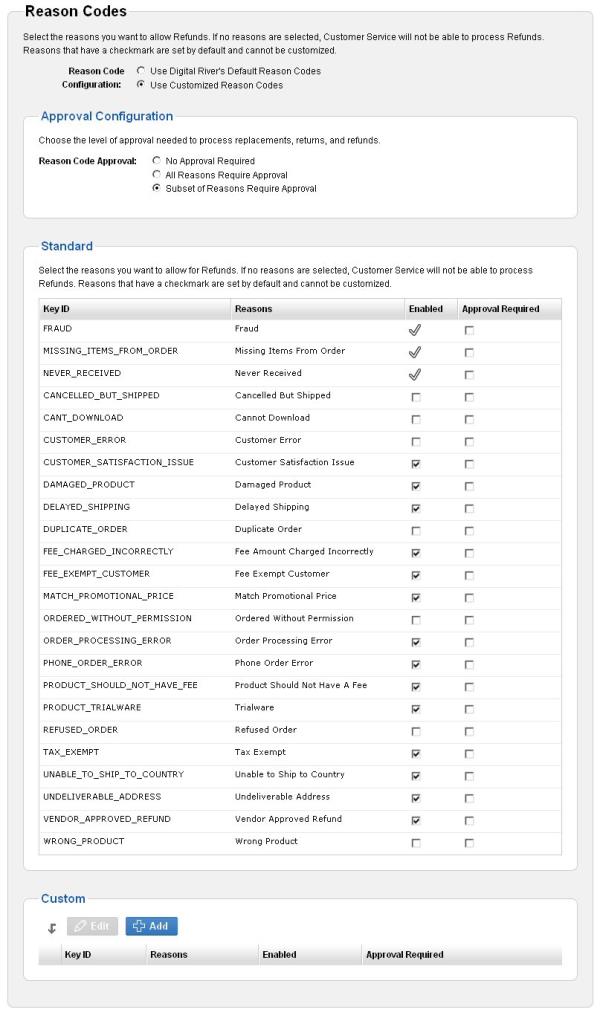 Reason Codes
Select the reasons you want to allow Refunds. If no reasons are selected, Customer Service will not be able to process Refunds.
Reasons that have a checkmark are set by default and cannot be customized.
Reason Code Configuration:
Use Digital River's Default Reason Codes
Use Customized Reason Codes
Approval Configuration
Choose the level of approval needed to process replacements, returns, and refunds.
Reason Code Approval: No Approval Required
All Reasons Require Approval
Subset of Reasons Require Approval
Standard
Select the reasons you want to allow for Refunds. If no reasons are selected, Customer Service will not be able to process
Refunds. Reasons that have a checkmark are set by default and cannot be customized.
Key ID Reasons Enabled Approval Required
FRAUD Fraud
MISSING_ITEMS_FROM_ORDER Missing Items From Order
NEVER_RECEIVED Never Received
CANCELLED_BUT_SHIPPED Cancelled But Shipped
CANT_DOWNLOAD Cannot Download
CUSTOMER_ERROR Customer Error
CUSTOMER_SATISFACTION_ISSUE Customer Satisfaction Issue
DAMAGED_PRODUCT Damaged Product
DELAYED_SHIPPING Delayed Shipping
DUPLICATE_ORDER Duplicate Order
FEE_CHARGED_INCORRECTLY Fee Amount Charged Incorrectly
FEE_EXEMPT_CUSTOMER Fee Exempt Customer
MATCH_PROMOTIONAL_PRICE Match Promotional Price
ORDERED_WITHOUT_PERMISSION Ordered Without Permission
ORDER_PROCESSING_ERROR Order Processing Error
PHONE_ORDER_ERROR Phone Order Error
PRODUCT_SHOULD_NOT_HAVE_FEE Product Should Not Have A Fee
PRODUCT_TRIALWARE Trialware
REFUSED_ORDER Refused Order
TAX_EXEMPT Tax Exempt
UNABLE_TO_SHIP_TO_COUNTRY Unable to Ship to Country
UNDELIVERABLE_ADDRESS Undeliverable Address
VENDOR_APPROVED_REFUND Vendor Approved Refund
WRONG_PRODUCT Wrong Product
Custom
Edit Add
Key ID Reasons Enabled Approval Required